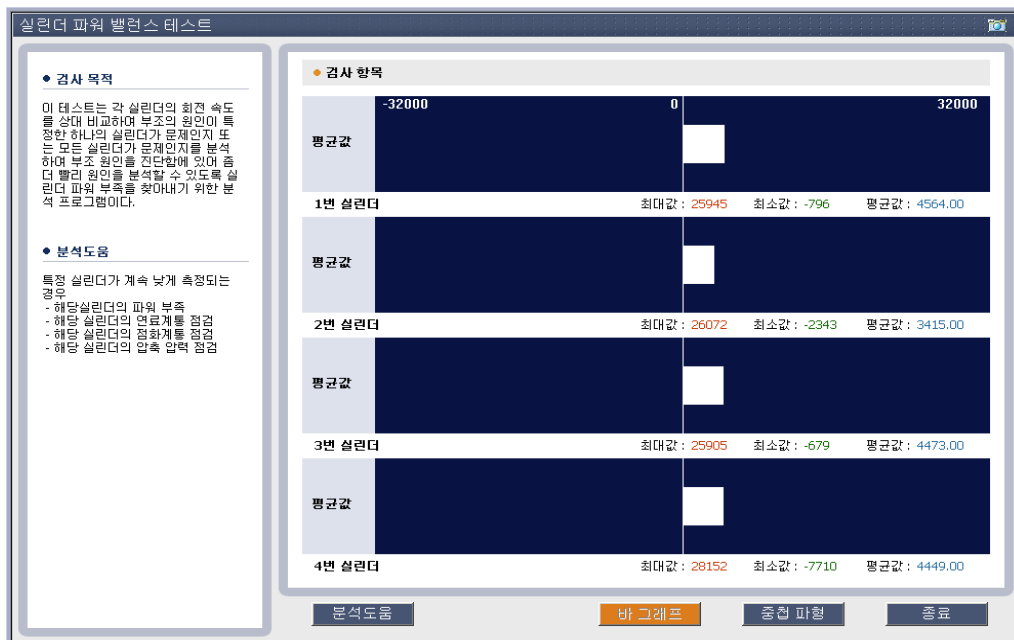 실린더 파워 밸런스 테스트
검사 목적
이 테스트는 각 실린더의 회전 속도
를 상대 비교하여 부조의 원인이 특
정한 하나의 실린더가 문제인지 또
는 모든 실린더가 문제인지를 분석
하여 부조 원인을 진단함에 있어 좀
더 빨리 원인을 분석할 수 있도록 실
린더 파워 부족을 찾아내기 위한 분
석 프로그램이다.
분석도움
특정 실린더가 계속 낮게 측정되는
경우
- 해당실린더의 파워 부족
- 해당 실린더의 연료계통 점검
- 해당 실린더의 점화계통 점검
- 해당 실린더의 압축 압력 점검
검사 항목
-32000 0 32000
평균값
1번 실린더 최대값 : 25945 최소값 : -796 평균값 : 4564.00
평균값
2번 실린더 최대값 : 26072 최소값 : -2343 평균값 : 3415.00
평균값
3번 실린더 최대값 : 25905 최소값 : -679 평균값 : 4473.00
평균값
4번 실린더 최대값 : 28152 최소값 : -7710 평균값 : 4449.00
분석도움 바 그래프 중첩 파형 종료